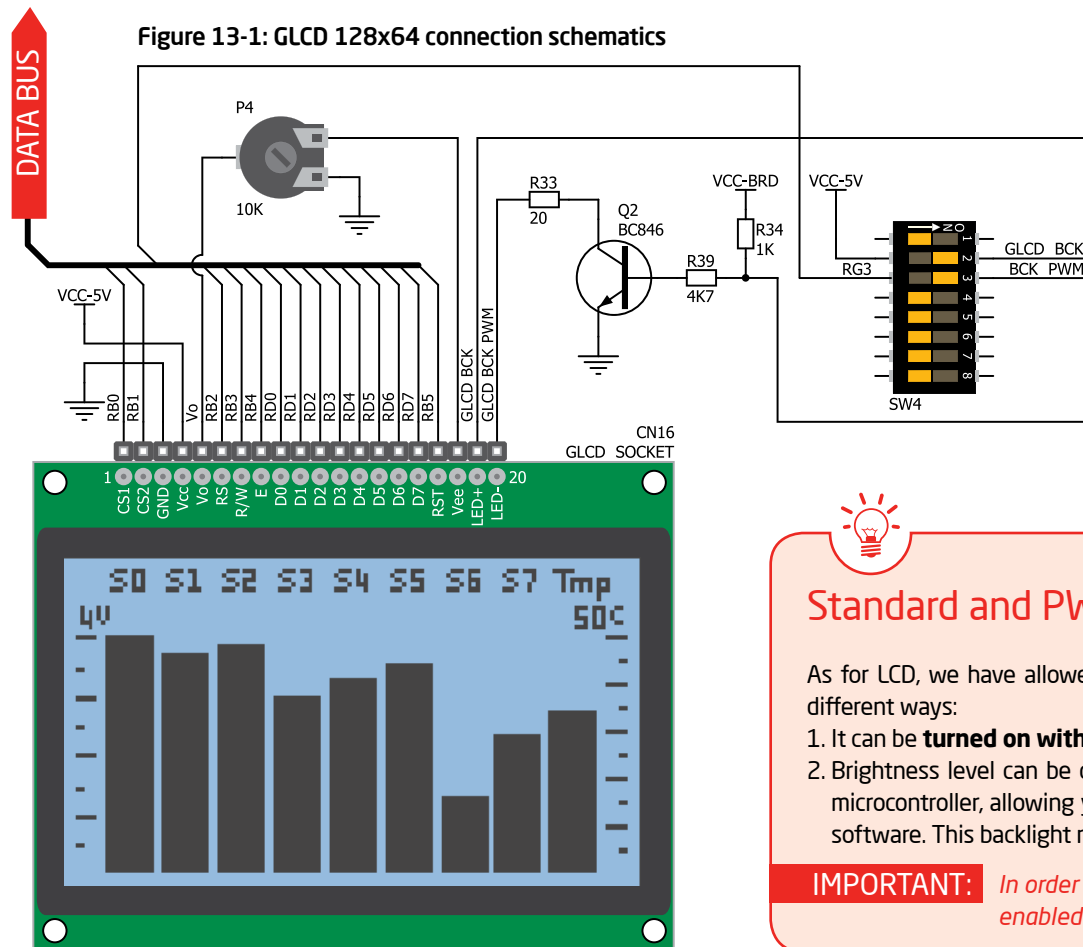 Figure 13-1: GLCD 128x64 connection schematics
DATA BUS
P4
10K
R33
20
Q2
BC846
VCC-BRD
R34
1K
R39
4K7
VCC-5V
RG3
O N
1
2
3
4
5
6
7
8
SW4
GLCD BCK
BCK PWM
VCC-5V
RB0
RB1
Vo
RB2
RB3
RB4
RD0
RD1
RD2
RD3
RD4
RD5
RD6
RD7
RB5
GLCD BCK
GLCD BCK PWM
CN16
GLCD SOCKET
1
20
CS1
CS2
GND
Vcc
Vo
RS
R/W
E
D0
D1
D2
D3
D4
D5
D6
D7
RST
Vee
LED+
LED-
S0 S1 S2 S3 S4 S5 S6 S7 Tmp
4V 50C
Standard and PW
As for LCD, we have allowe
different ways:
1. It can be turned on with
2. Brightness level can be
microcontroller, allowing
software. This backlight
IMPORTANT: In order
enabled